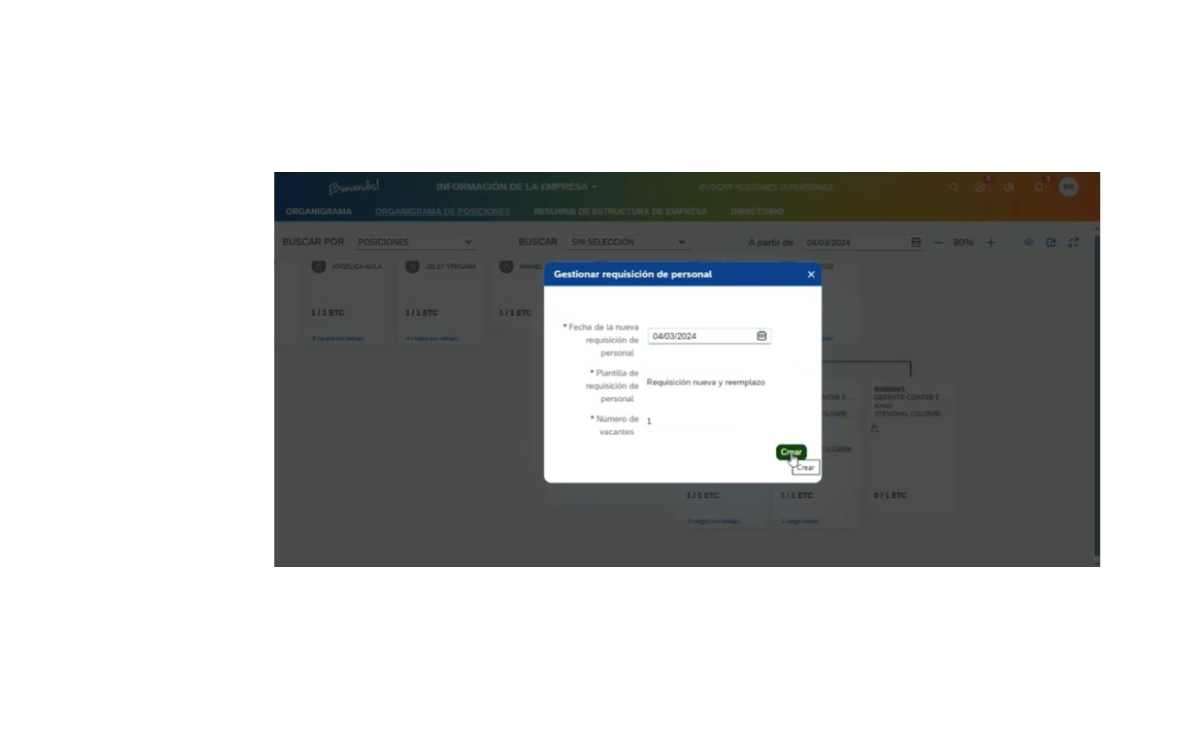 ¡Bienvenidos!
INFORMACIÓN DE LA EMPRESA
BUSCAR ACCIONES O PERSONAS
RR
ORGANIGRAMA
ORGANIGRAMA DE POSICIONES
RESUMEN DE ESTRUCTURA DE EMPRESA
DIRECTORIO
BUSCAR POR
POSICIONES
BUSCAR
SIN SELECCIÓN
A partir de
04/03/2024
80%
ANGELICA AVILA
JELSY VERGARA
RAFAEL
1 / 1 ETC
1 / 1 ETC
1 / 1 ETC
Gestionar requisición de personal
* Fecha de la nueva
requisición de
personal
04/03/2024
* Plantilla de
requisición de
personal
Requisición nueva y reemplazo
* Número de
vacantes
1
Crear
Crear
GERENTE CONTAB E...
Activo
STENDHAL COLOMB...
1 / 1 ETC
1 / 1 ETC
0 / 1 ETC